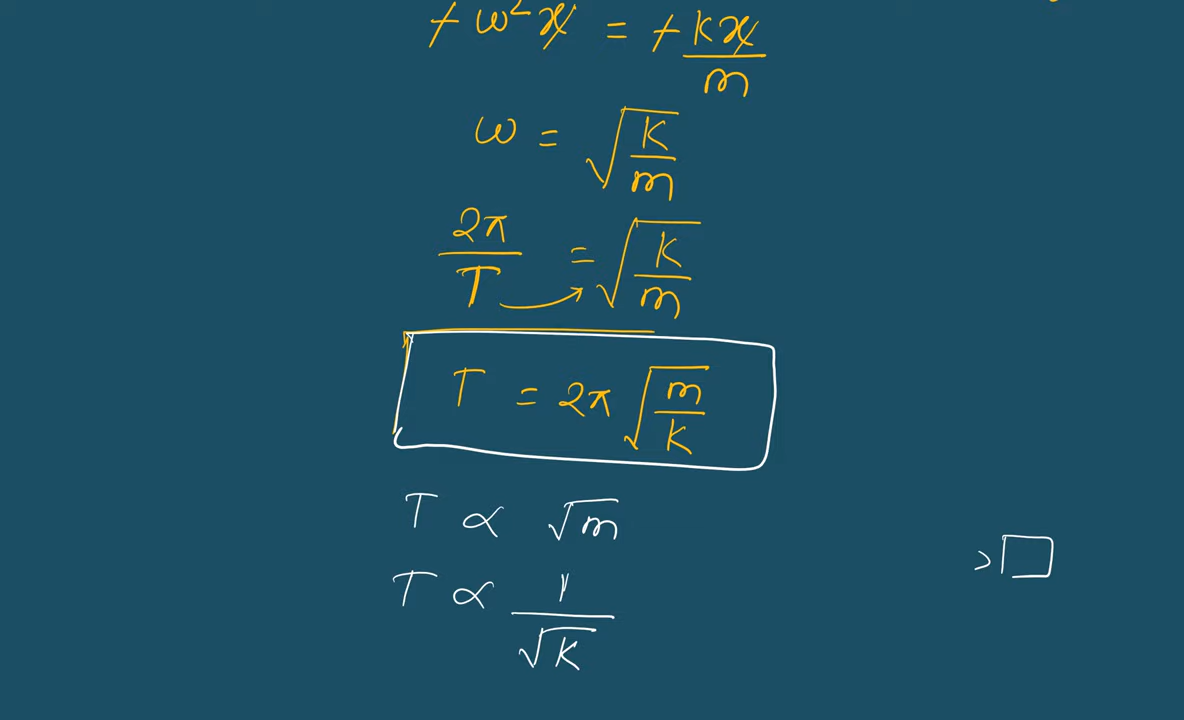 -ω²x = -kx/m
ω = √(k/m)
2π/T = √(k/m)
T = 2π √(m/k)
T ∝ √m
T ∝ 1/√k